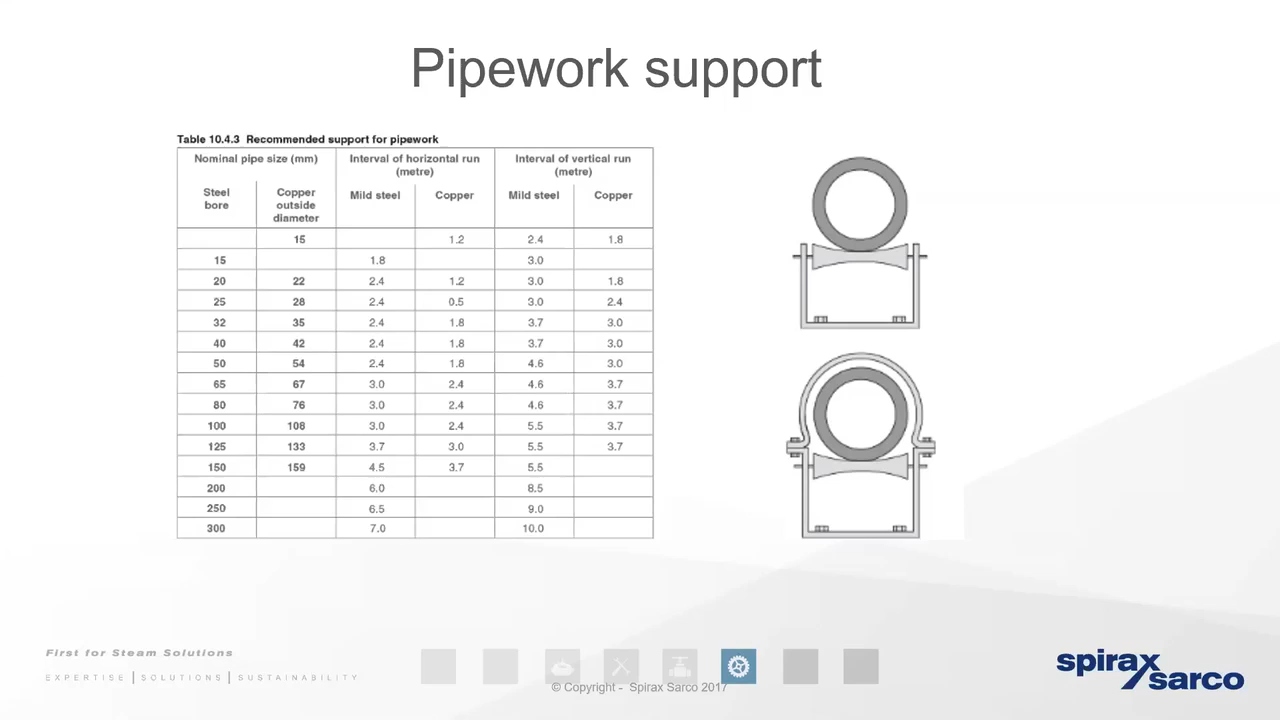 Pipework support
Table 10.4.3 Recommended support for pipework
Nominal pipe size (mm) Interval of horizontal run (metre) Interval of vertical run (metre)
Steel bore Copper outside diameter Mild steel Copper Mild steel Copper
15 1.2 2.4 1.8
15 1.8 3.0
20 22 2.4 1.2 3.0 1.8
25 28 2.4 0.5 3.0 2.4
32 35 2.4 1.8 3.7 3.0
40 42 2.4 1.8 3.7 3.0
50 54 2.4 1.8 4.6 3.0
65 67 3.0 2.4 4.6 3.7
80 76 3.0 2.4 4.6 3.7
100 108 3.0 2.4 5.5 3.7
125 133 3.7 3.0 5.5 3.7
150 159 4.5 3.7 5.5
200 6.0 8.5
250 6.5 9.0
300 7.0 10.0
First for Steam Solutions
EXPERTISE | SOLUTIONS | SUSTAINABILITY
© Copyright - Spirax Sarco 2017
spirax
sarco